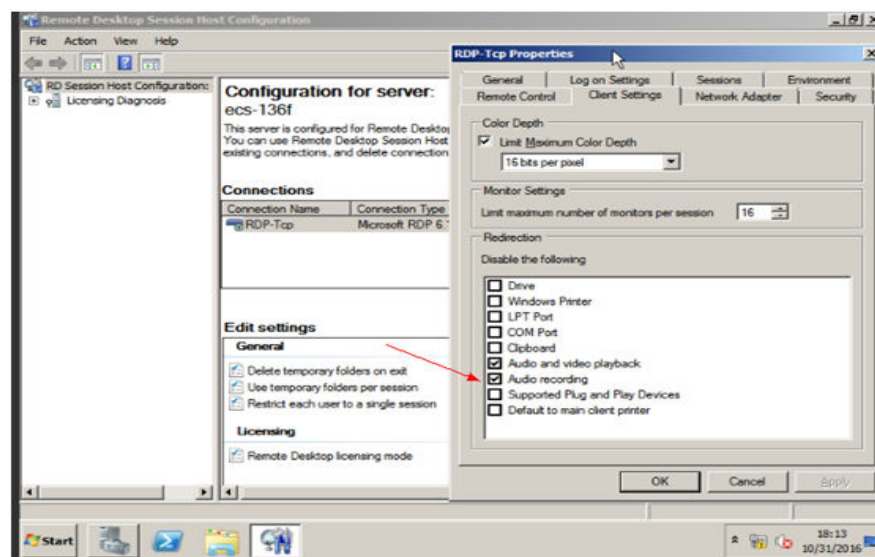 Remote Desktop Session Host Configuration
File Action View Help
RD Session Host Configuration:
Licensing Diagnosis
Configuration for server:
ecs-136f
This server is configured for Remote Desktop
You can use Remote Desktop Session Host
existing connections, and delete connection
Connections
Connection Name Connection Type
RDP-Tcp Microsoft RDP 6.
Edit settings
General
Delete temporary folders on exit
Use temporary folders per session
Restrict each user to a single session
Licensing
Remote Desktop licensing mode
RDP-Tcp Properties
General Log on Settings Sessions Environment
Remote Control Client Settings Network Adapter Security
Color Depth
Limit Maximum Color Depth
16 bits per pixel
Monitor Settings
Limit maximum number of monitors per session 16
Redirection
Disable the following
Drive
Windows Printer
LPT Port
COM Port
Clipboard
Audio and video playback
Audio recording
Supported Plug and Play Devices
Default to main client printer
OK Cancel Apply
Start
18:13
10/31/2016